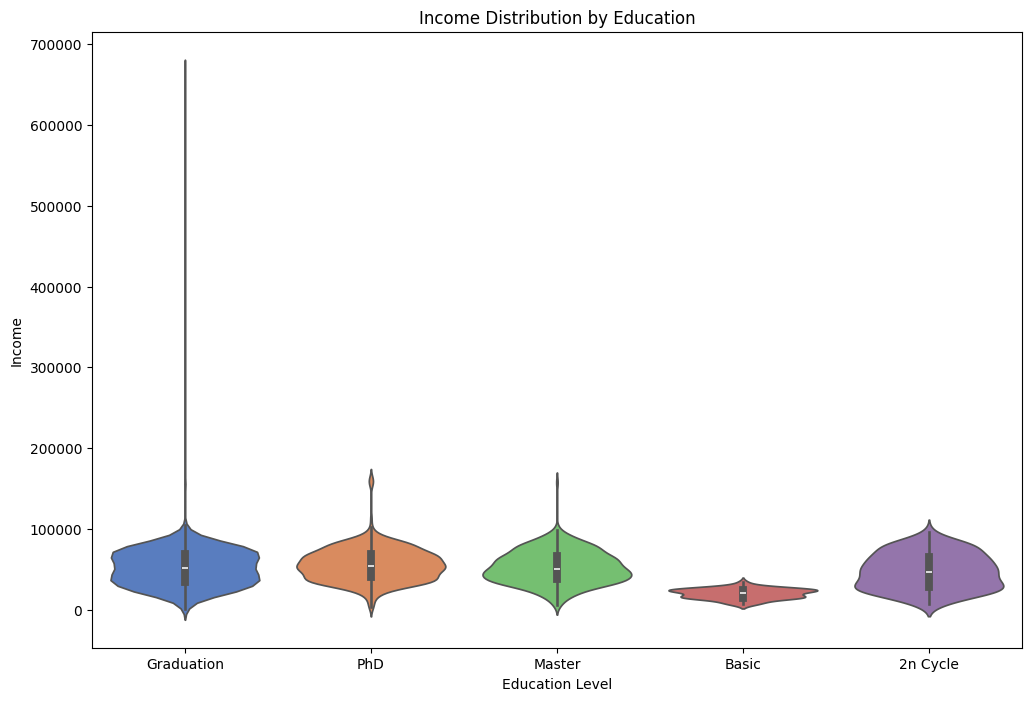 Income Distribution by Education
700000
600000
500000
400000
300000
200000
100000
0
Income
Graduation PhD Master Basic 2n Cycle
Education Level